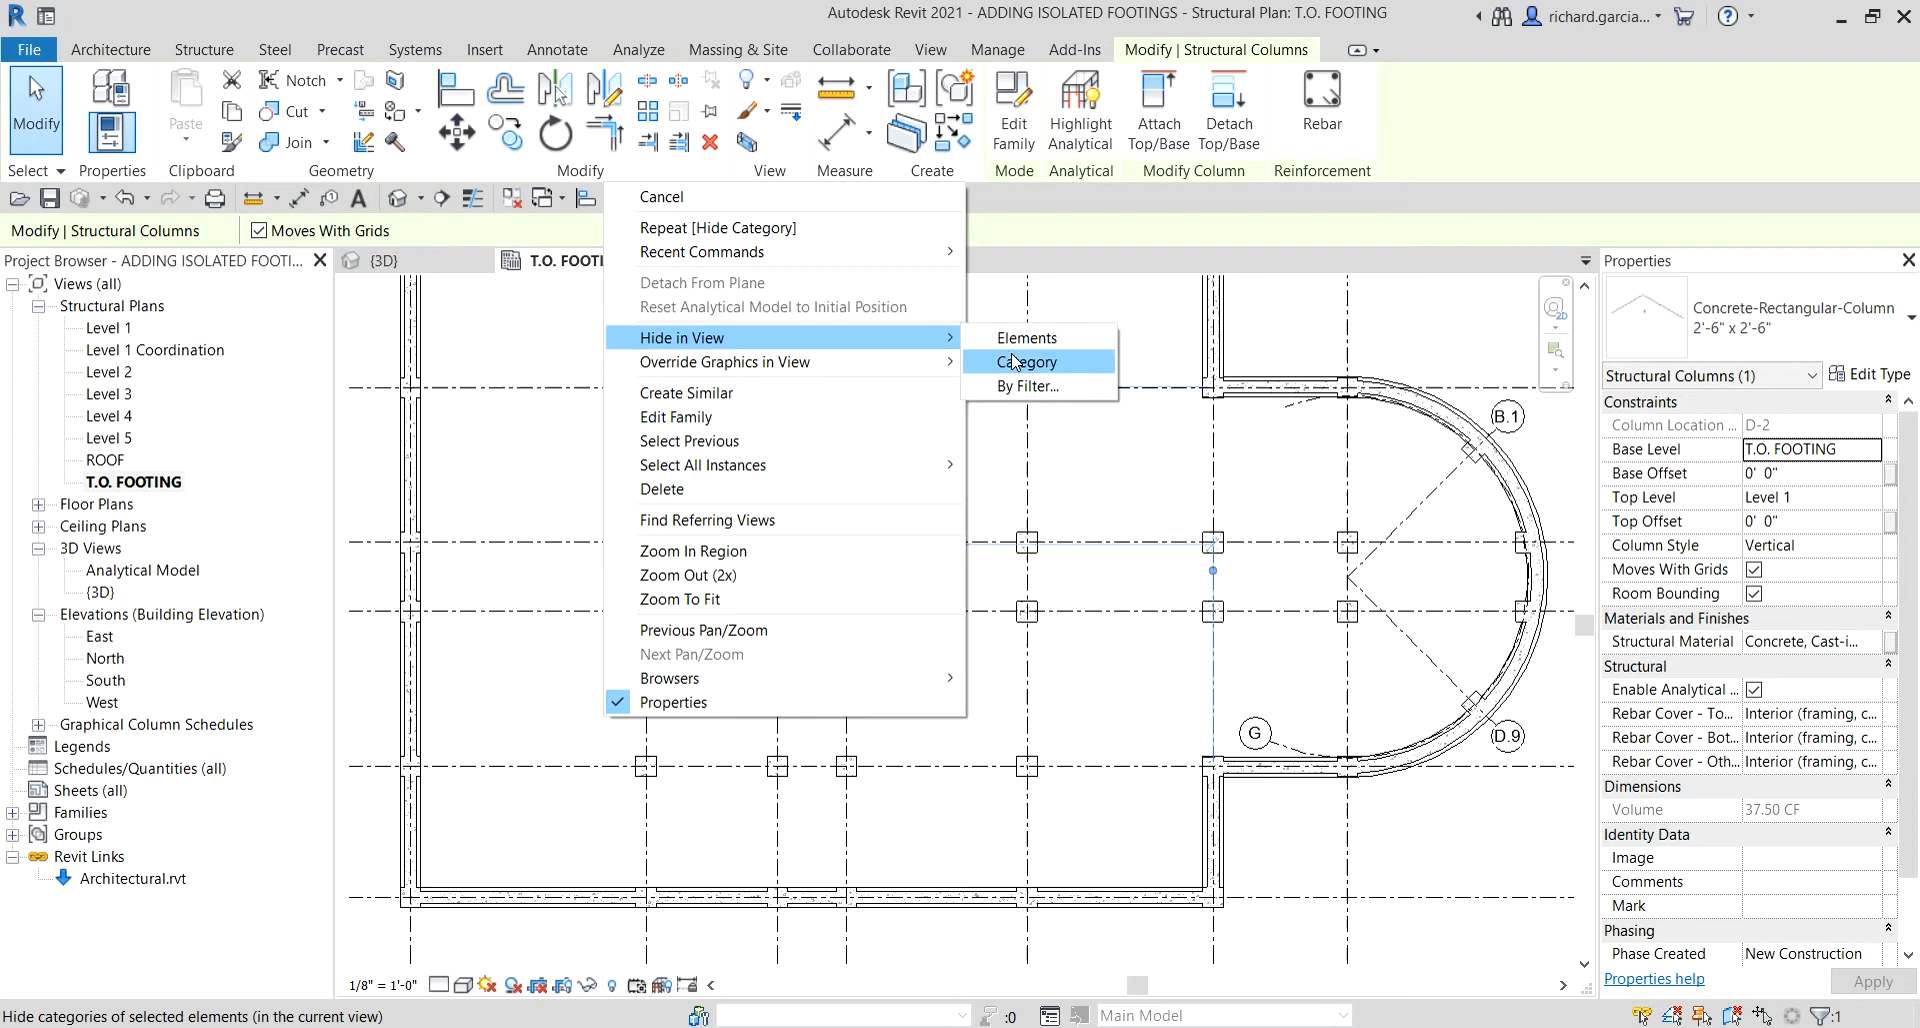 Autodesk Revit 2021 - ADDING ISOLATED FOOTINGS - Structural Plan: T.O. FOOTING
richard.garcia...
File Architecture Structure Steel Precast Systems Insert Annotate Analyze Massing & Site Collaborate View Manage Add-Ins Modify | Structural Columns
Modify
Paste
Notch
Cut
Join
Edit Family
Highlight Analytical
Attach Top/Base
Detach Top/Base
Rebar
Select Properties Clipboard Geometry Modify View Measure Create Mode Analytical Modify Column Reinforcement
Modify | Structural Columns
Moves With Grids
Project Browser - ADDING ISOLATED FOOTI...
{3D}
T.O. FOOTI
Views (all)
Structural Plans
Level 1
Level 1 Coordination
Level 2
Level 3
Level 4
Level 5
ROOF
T.O. FOOTING
Floor Plans
Ceiling Plans
3D Views
Analytical Model
{3D}
Elevations (Building Elevation)
East
North
South
West
Graphical Column Schedules
Legends
Schedules/Quantities (all)
Sheets (all)
Families
Groups
Revit Links
Architectural.rvt
Cancel
Repeat [Hide Category]
Recent Commands
Detach From Plane
Reset Analytical Model to Initial Position
Hide in View
Override Graphics in View
Create Similar
Edit Family
Select Previous
Select All Instances
Delete
Find Referring Views
Zoom In Region
Zoom Out (2x)
Zoom To Fit
Previous Pan/Zoom
Next Pan/Zoom
Browsers
Properties
Elements
Category
By Filter...
B.1
G
D.9
2D
Properties
Concrete-Rectangular-Column
2'-6" x 2'-6"
Structural Columns (1)
Edit Type
Constraints
Column Location ... D-2
Base Level T.O. FOOTING
Base Offset 0' 0"
Top Level Level 1
Top Offset 0' 0"
Column Style Vertical
Moves With Grids
Room Bounding
Materials and Finishes
Structural Material Concrete, Cast-i...
Structural
Enable Analytical ...
Rebar Cover - To... Interior (framing, c...
Rebar Cover - Bot... Interior (framing, c...
Rebar Cover - Oth... Interior (framing, c...
Dimensions
Volume 37.50 CF
Identity Data
Image
Comments
Mark
Phasing
Phase Created New Construction
Properties help
Apply
1/8" = 1'-0"
Hide categories of selected elements (in the current view)
:0
Main Model
:1